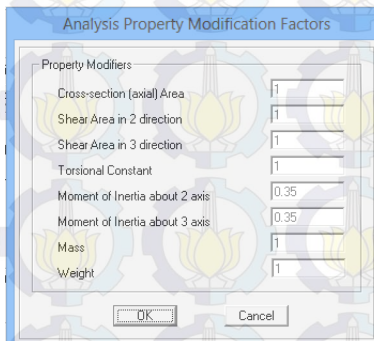 Analysis Property Modification Factors
Property Modifiers
Cross-section (axial) Area 1
Shear Area in 2 direction 1
Shear Area in 3 direction 1
Torsional Constant 1
Moment of Inertia about 2 axis 0.35
Moment of Inertia about 3 axis 0.35
Mass 1
Weight 1
OK Cancel